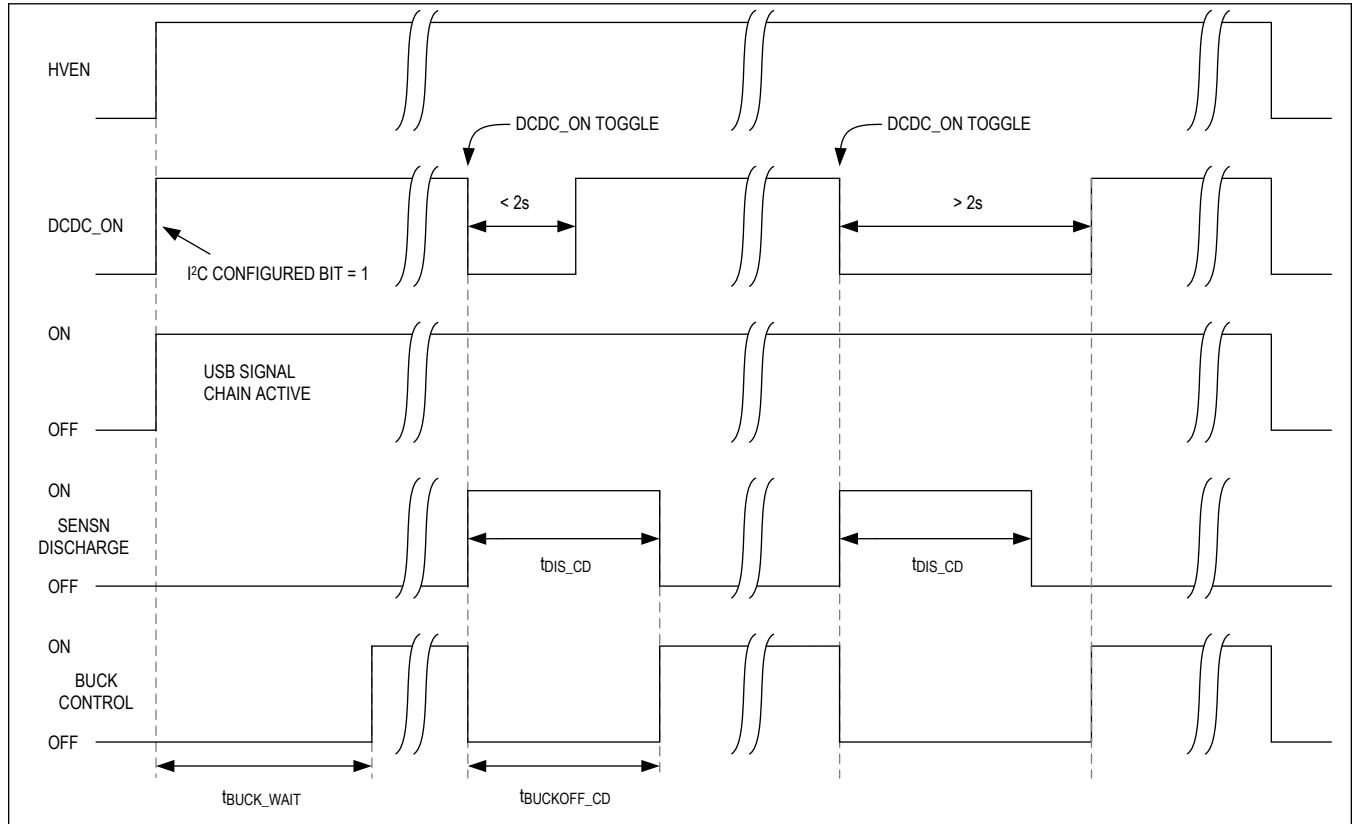 HVEN
DCDC_ON TOGGLE
DCDC_ON TOGGLE
< 2s
> 2s
DCDC_ON
I²C CONFIGURED BIT = 1
ON
USB SIGNAL
CHAIN ACTIVE
OFF
ON
SENSN
DISCHARGE
tDIS_CD
tDIS_CD
OFF
ON
BUCK
CONTROL
OFF
tBUCK_WAIT
tBUCKOFF_CD